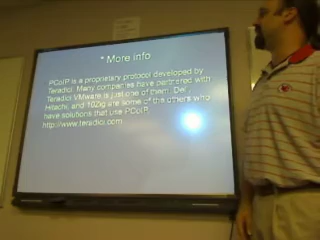 * More info
PCoIP is a proprietary protocol developed by
Teradici. Many companies have partnered with
Teradici VMware is just one of them. Del ,
Hitachi, and 10Zig are some of the others who
have solutions that use PCoIP.
http://www.teradici.com